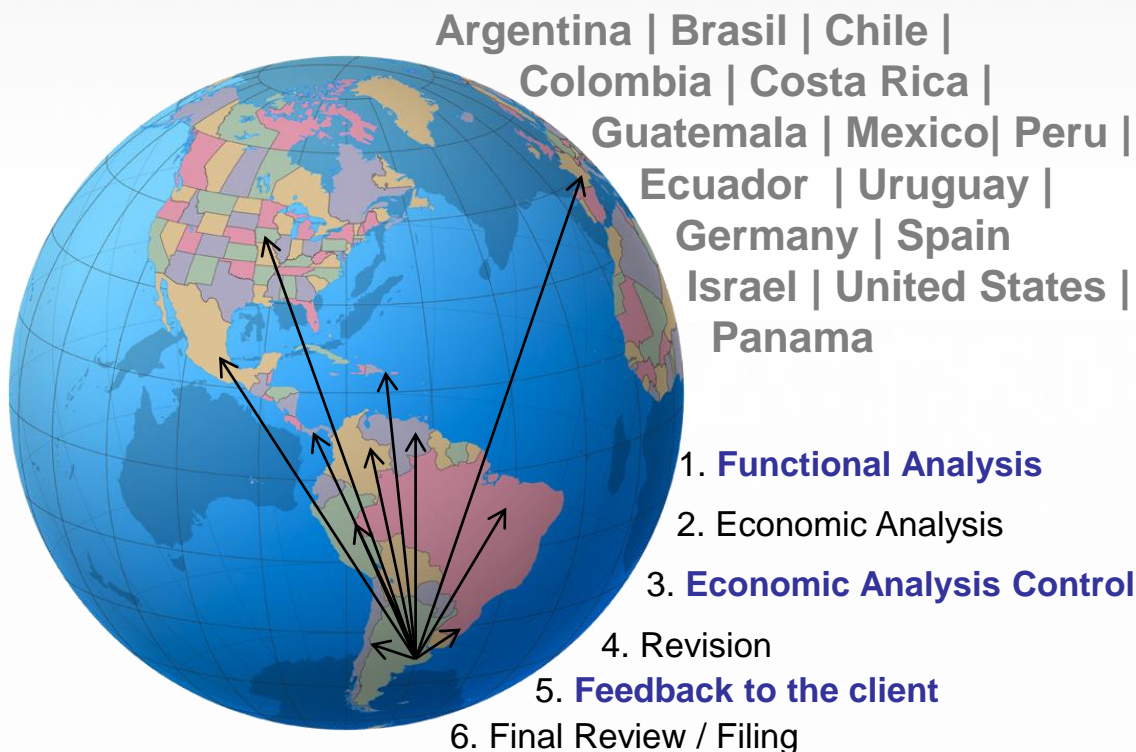 Argentina | Brasil | Chile |
Colombia | Costa Rica |
Guatemala | Mexico| Peru |
Ecuador | Uruguay |
Germany | Spain
Israel | United States |
Panama
1. Functional Analysis
2. Economic Analysis
3. Economic Analysis Control
4. Revision
5. Feedback to the client
6. Final Review / Filing